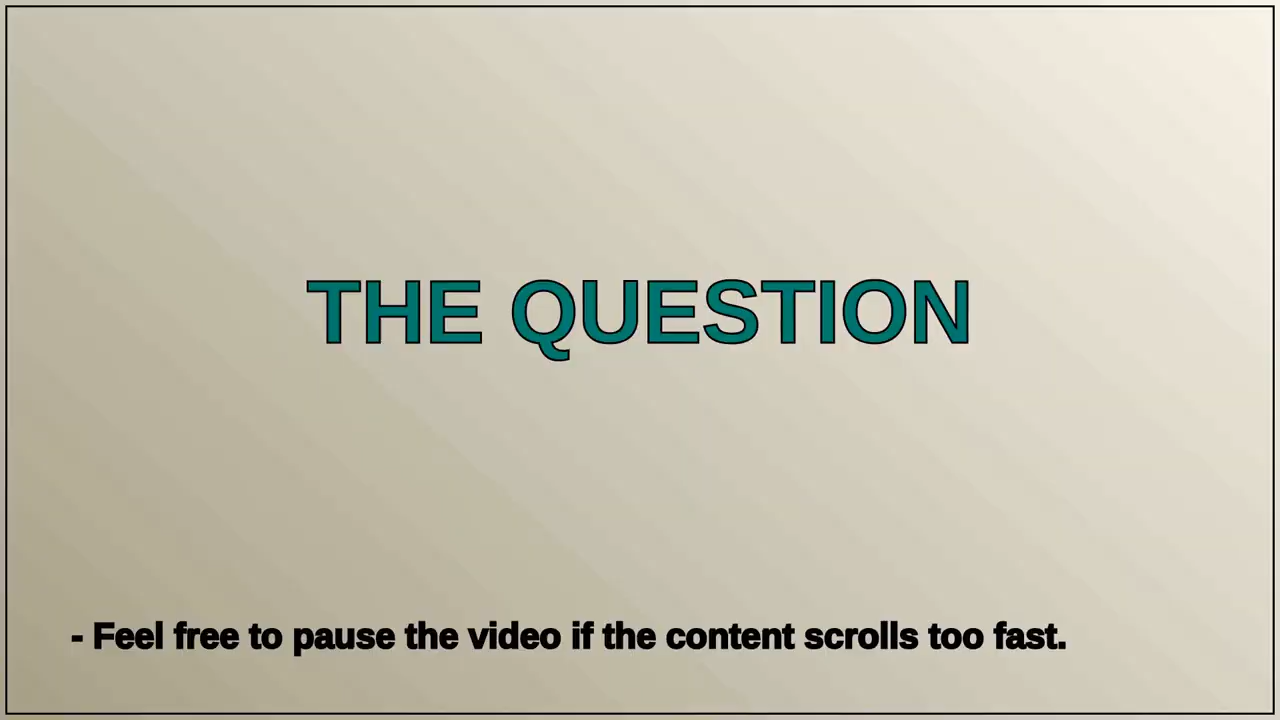 THE QUESTION
- Feel free to pause the video if the content scrolls too fast.